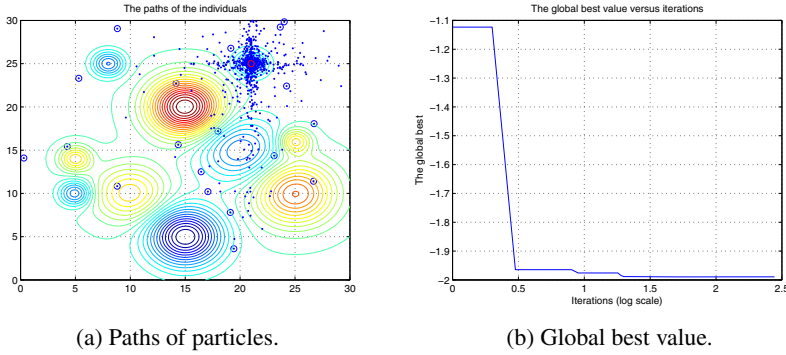 The paths of the individuals
30
25
20
15
10
5
0
0 5 10 15 20 25 30
(a) Paths of particles.
The global best value versus iterations
The global best
−1.1
−1.2
−1.3
−1.4
−1.5
−1.6
−1.7
−1.8
−1.9
−2
0 0.5 1 1.5 2 2.5
Iterations (log scale)
(b) Global best value.